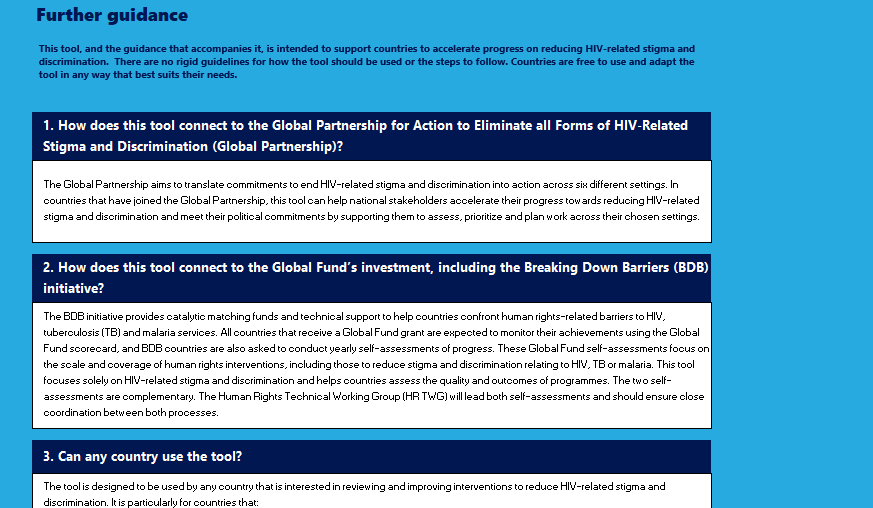 Further guidance
This tool, and the guidance that accompanies it, is intended to support countries to accelerate progress on reducing HIV-related stigma and
discrimination.  There are no rigid guidelines for how the tool should be used or the steps to follow. Countries are free to use and adapt the
tool in any way that best suits their needs.
1. How does this tool connect to the Global Partnership for Action to Eliminate all Forms of HIV-Related
Stigma and Discrimination (Global Partnership)?
The Global Partnership aims to translate commitments to end HIV-related stigma and discrimination into action across six different settings. In
countries that have joined the Global Partnership, this tool can help national stakeholders accelerate their progress towards reducing HIV-related
stigma and discrimination and meet their political commitments by supporting them to assess, prioritize and plan work across their chosen settings.
2. How does this tool connect to the Global Fund's investment, including the Breaking Down Barriers (BDB)
initiative?
The BDB initiative provides catalytic matching funds and technical support to help countries confront human rights-related barriers to HIV,
tuberculosis (TB) and malaria services. All countries that receive a Global Fund grant are expected to monitor their achievements using the Global
Fund scorecard, and BDB countries are also asked to conduct yearly self-assessments of progress. These Global Fund self-assessments focus on
the scale and coverage of human rights interventions, including those to reduce stigma and discrimination relating to HIV, TB or malaria. This tool
focuses solely on HIV-related stigma and discrimination and helps countries assess the quality and outcomes of programmes. The two self-
assessments are complementary. The Human Rights Technical Working Group (HR TWG) will lead both self-assessments and should ensure close
coordination between both processes.
3. Can any country use the tool?
The tool is designed to be used by any country that is interested in reviewing and improving interventions to reduce HIV-related stigma and
discrimination. It is particularly for countries that: